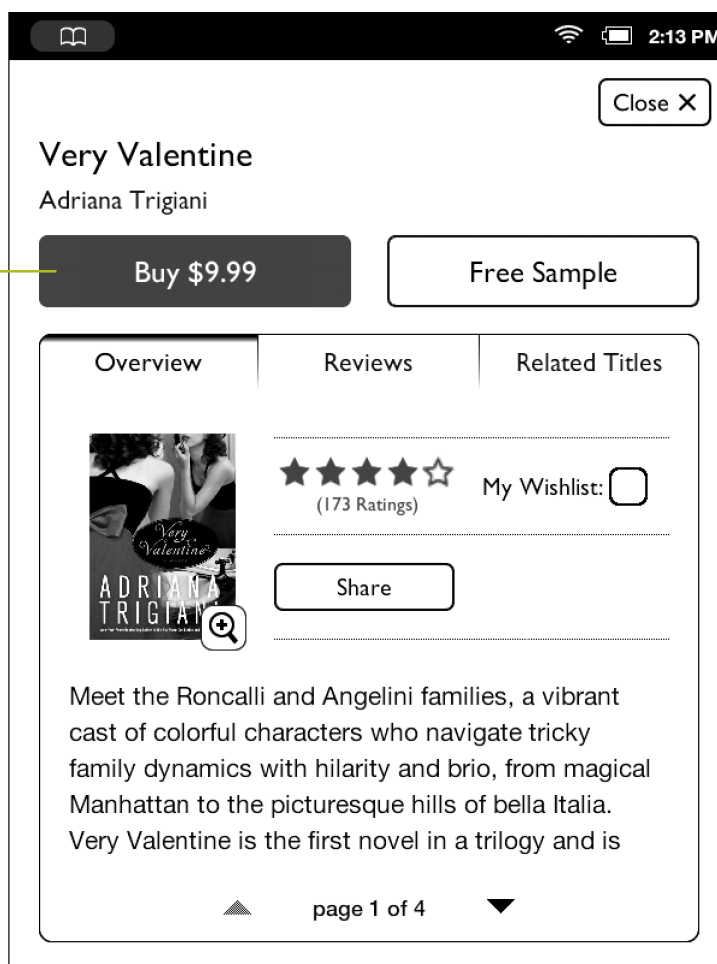 2:13 PM
Close ✕
Very Valentine
Adriana Trigiani
Buy $9.99
Free Sample
Overview
Reviews
Related Titles
Very
Valentine
ADRIANA
TRIGIANI
(173 Ratings)
My Wishlist:
Share
Meet the Roncalli and Angelini families, a vibrant
cast of colorful characters who navigate tricky
family dynamics with hilarity and brio, from magical
Manhattan to the picturesque hills of bella Italia.
Very Valentine is the first novel in a trilogy and is
page 1 of 4